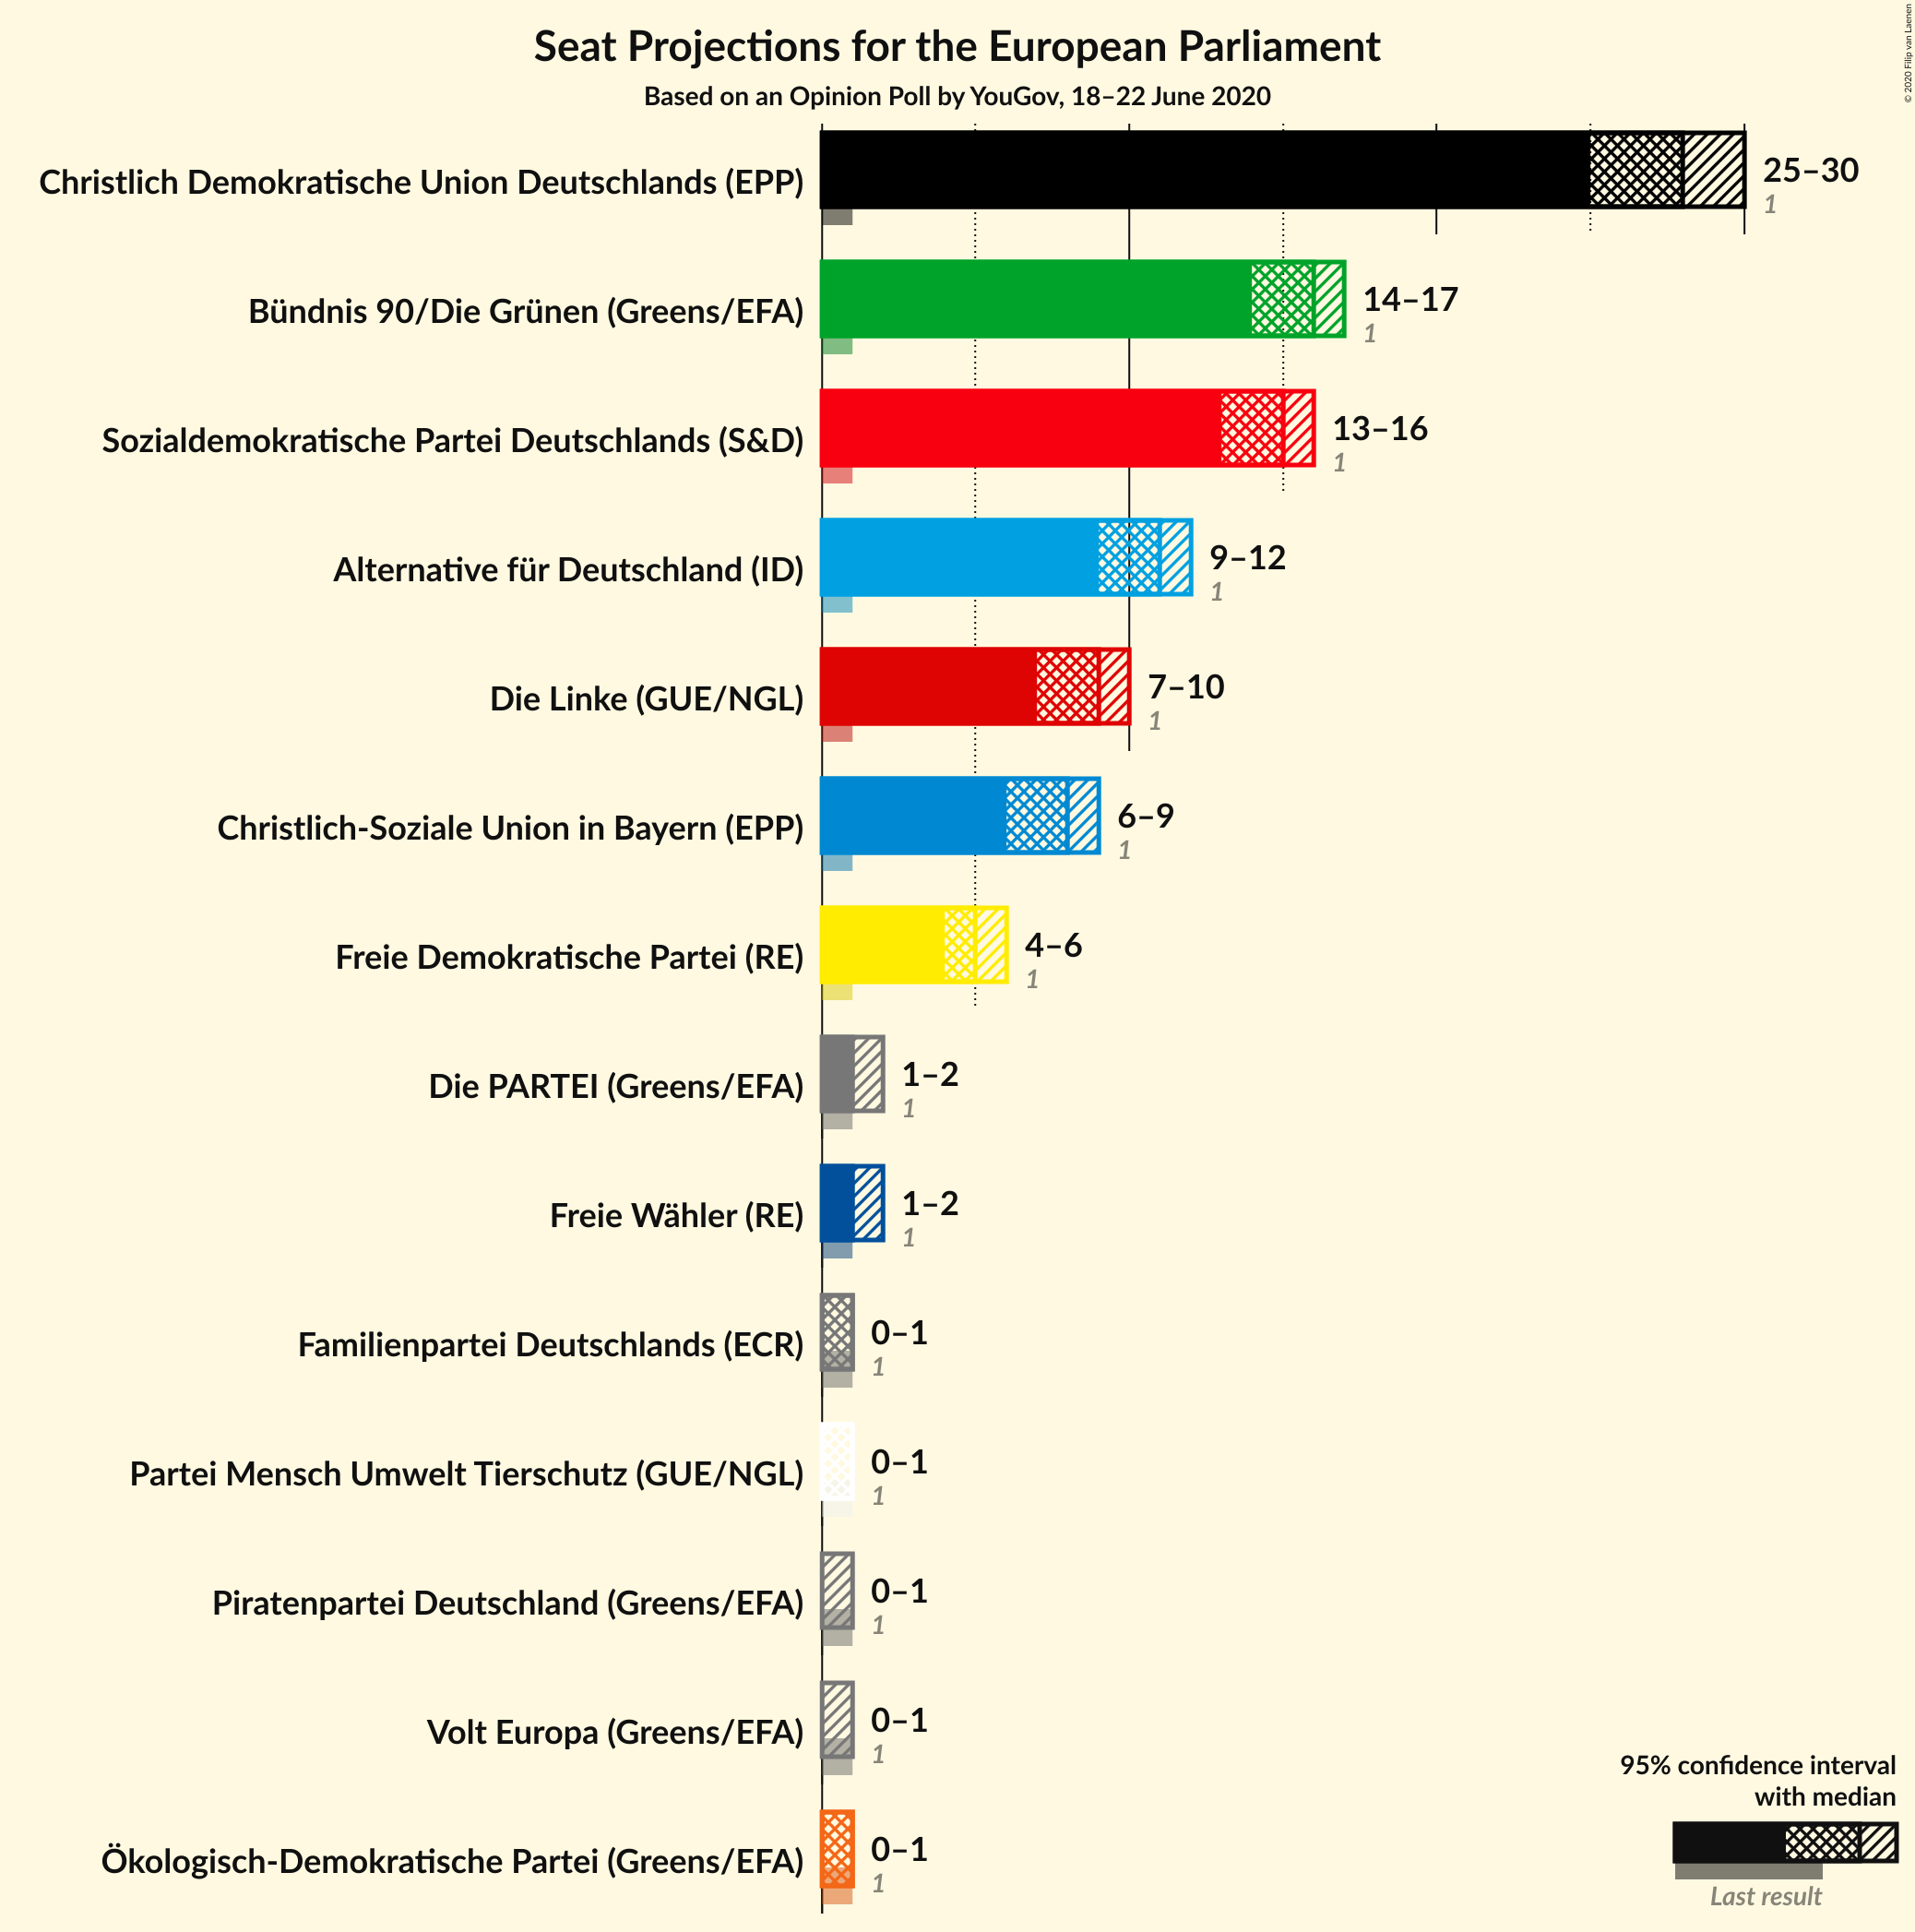 Seat Projections for the European Parliament
Based on an Opinion Poll by YouGov, 18–22 June 2020
© 2020 Filip van Laenen
Christlich Demokratische Union Deutschlands (EPP)
25–30
1
Bündnis 90/Die Grünen (Greens/EFA)
14–17
1
Sozialdemokratische Partei Deutschlands (S&D)
13–16
1
Alternative für Deutschland (ID)
9–12
1
Die Linke (GUE/NGL)
7–10
1
Christlich-Soziale Union in Bayern (EPP)
6–9
1
Freie Demokratische Partei (RE)
4–6
1
Die PARTEI (Greens/EFA)
1–2
1
Freie Wähler (RE)
1–2
1
Familienpartei Deutschlands (ECR)
0–1
1
Partei Mensch Umwelt Tierschutz (GUE/NGL)
0–1
1
Piratenpartei Deutschland (Greens/EFA)
0–1
1
Volt Europa (Greens/EFA)
0–1
1
Ökologisch-Demokratische Partei (Greens/EFA)
0–1
1
95% confidence interval
with median
Last result